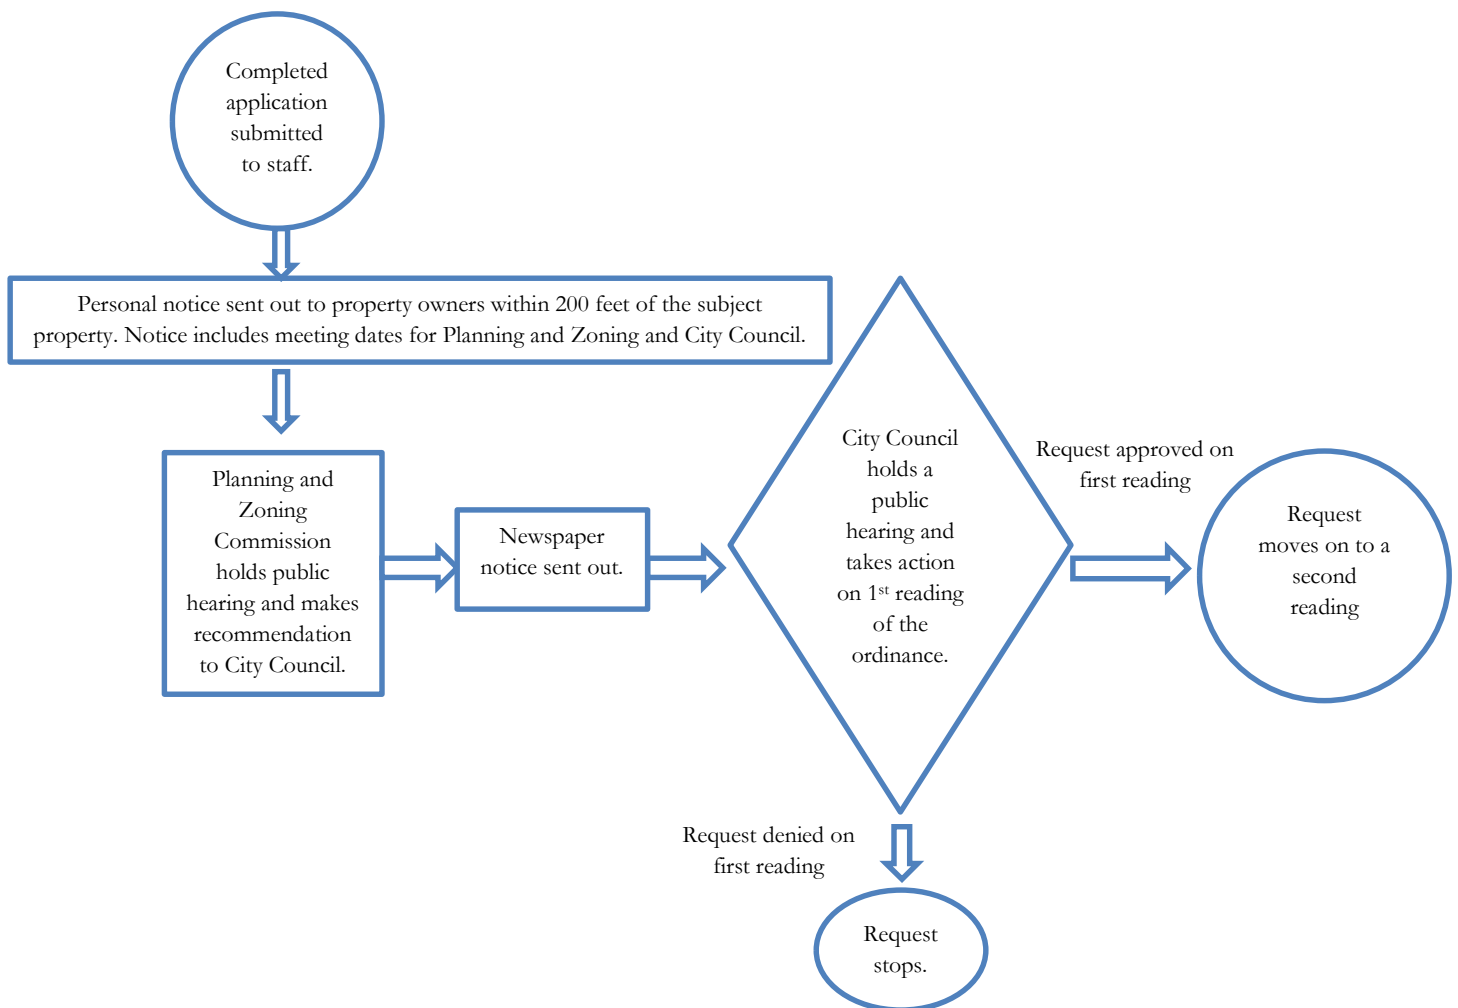 Completed
application
submitted
to staff.
Personal notice sent out to property owners within 200 feet of the subject
property. Notice includes meeting dates for Planning and Zoning and City Council.
Planning and
Zoning
Commission
holds public
hearing and makes
recommendation
to City Council.
Newspaper
notice sent out.
City Council
holds a
public
hearing and
takes action
on 1st reading
of the
ordinance.
Request approved on
first reading
Request
moves on to a
second
reading
Request denied on
first reading
Request
stops.